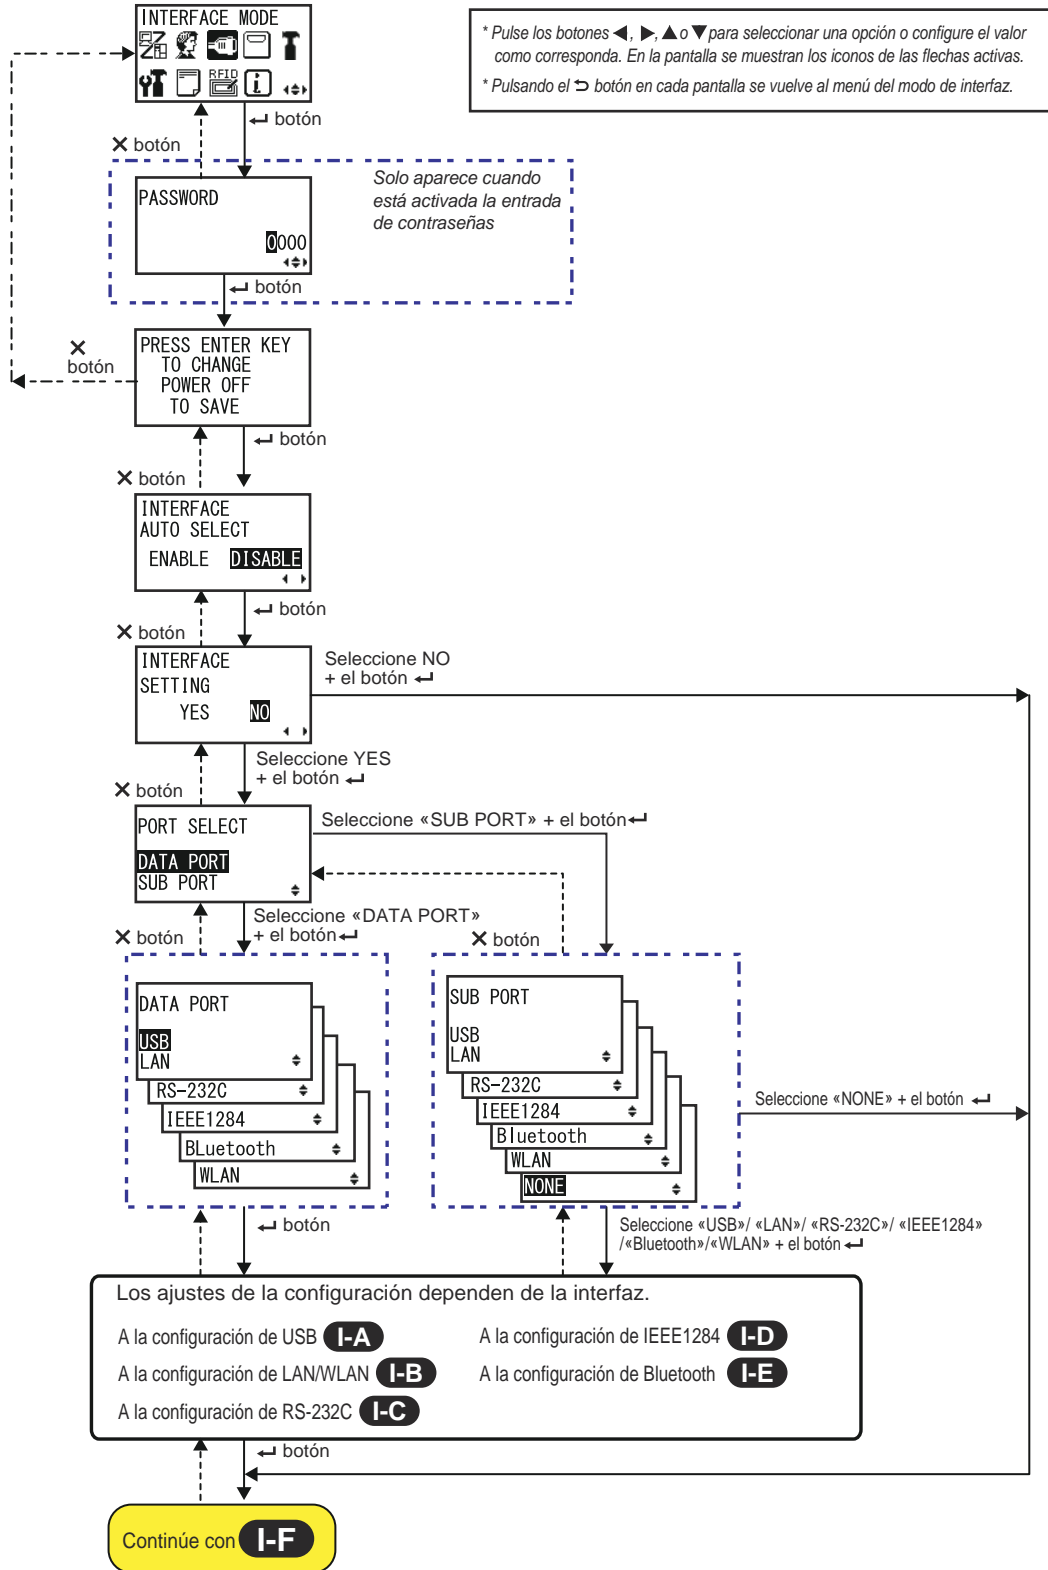 INTERFACE MODE
RFID
* Pulse los botones ◀, ▶, ▲ o ▼ para seleccionar una opción o configure el valor
como corresponda. En la pantalla se muestran los iconos de las flechas activas.
* Pulsando el ⮌ botón en cada pantalla se vuelve al menú del modo de interfaz.
↵ botón
✕ botón
PASSWORD
0000
Solo aparece cuando
está activada la entrada
de contraseñas
↵ botón
PRESS ENTER KEY
TO CHANGE
POWER OFF
TO SAVE
✕
botón
↵ botón
✕ botón
INTERFACE
AUTO SELECT
ENABLE DISABLE
↵ botón
✕ botón
INTERFACE
SETTING
YES NO
Seleccione NO
+ el botón ↵
Seleccione YES
+ el botón ↵
✕ botón
PORT SELECT
DATA PORT
SUB PORT
Seleccione «SUB PORT» + el botón ↵
Seleccione «DATA PORT»
+ el botón ↵
✕ botón
✕ botón
DATA PORT
USB
LAN
RS-232C
IEEE1284
BLuetooth
WLAN
SUB PORT
USB
LAN
RS-232C
IEEE1284
Bluetooth
WLAN
NONE
Seleccione «NONE» + el botón ↵
↵ botón
Seleccione «USB»/ «LAN»/ «RS-232C»/ «IEEE1284»
/«Bluetooth»/«WLAN» + el botón ↵
Los ajustes de la configuración dependen de la interfaz.
A la configuración de USB I-A
A la configuración de LAN/WLAN I-B
A la configuración de RS-232C I-C
A la configuración de IEEE1284 I-D
A la configuración de Bluetooth I-E
↵ botón
Continúe con I-F